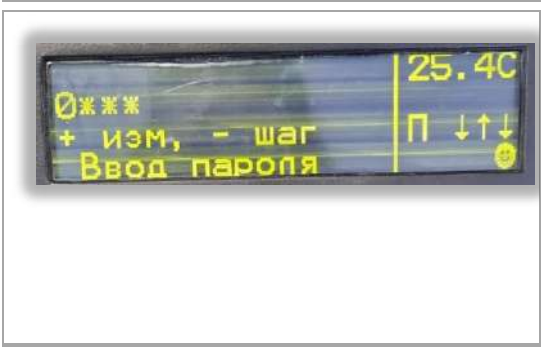 25.4C
0***
+ изм, - шаг
П ↓↑↓
Ввод пароля